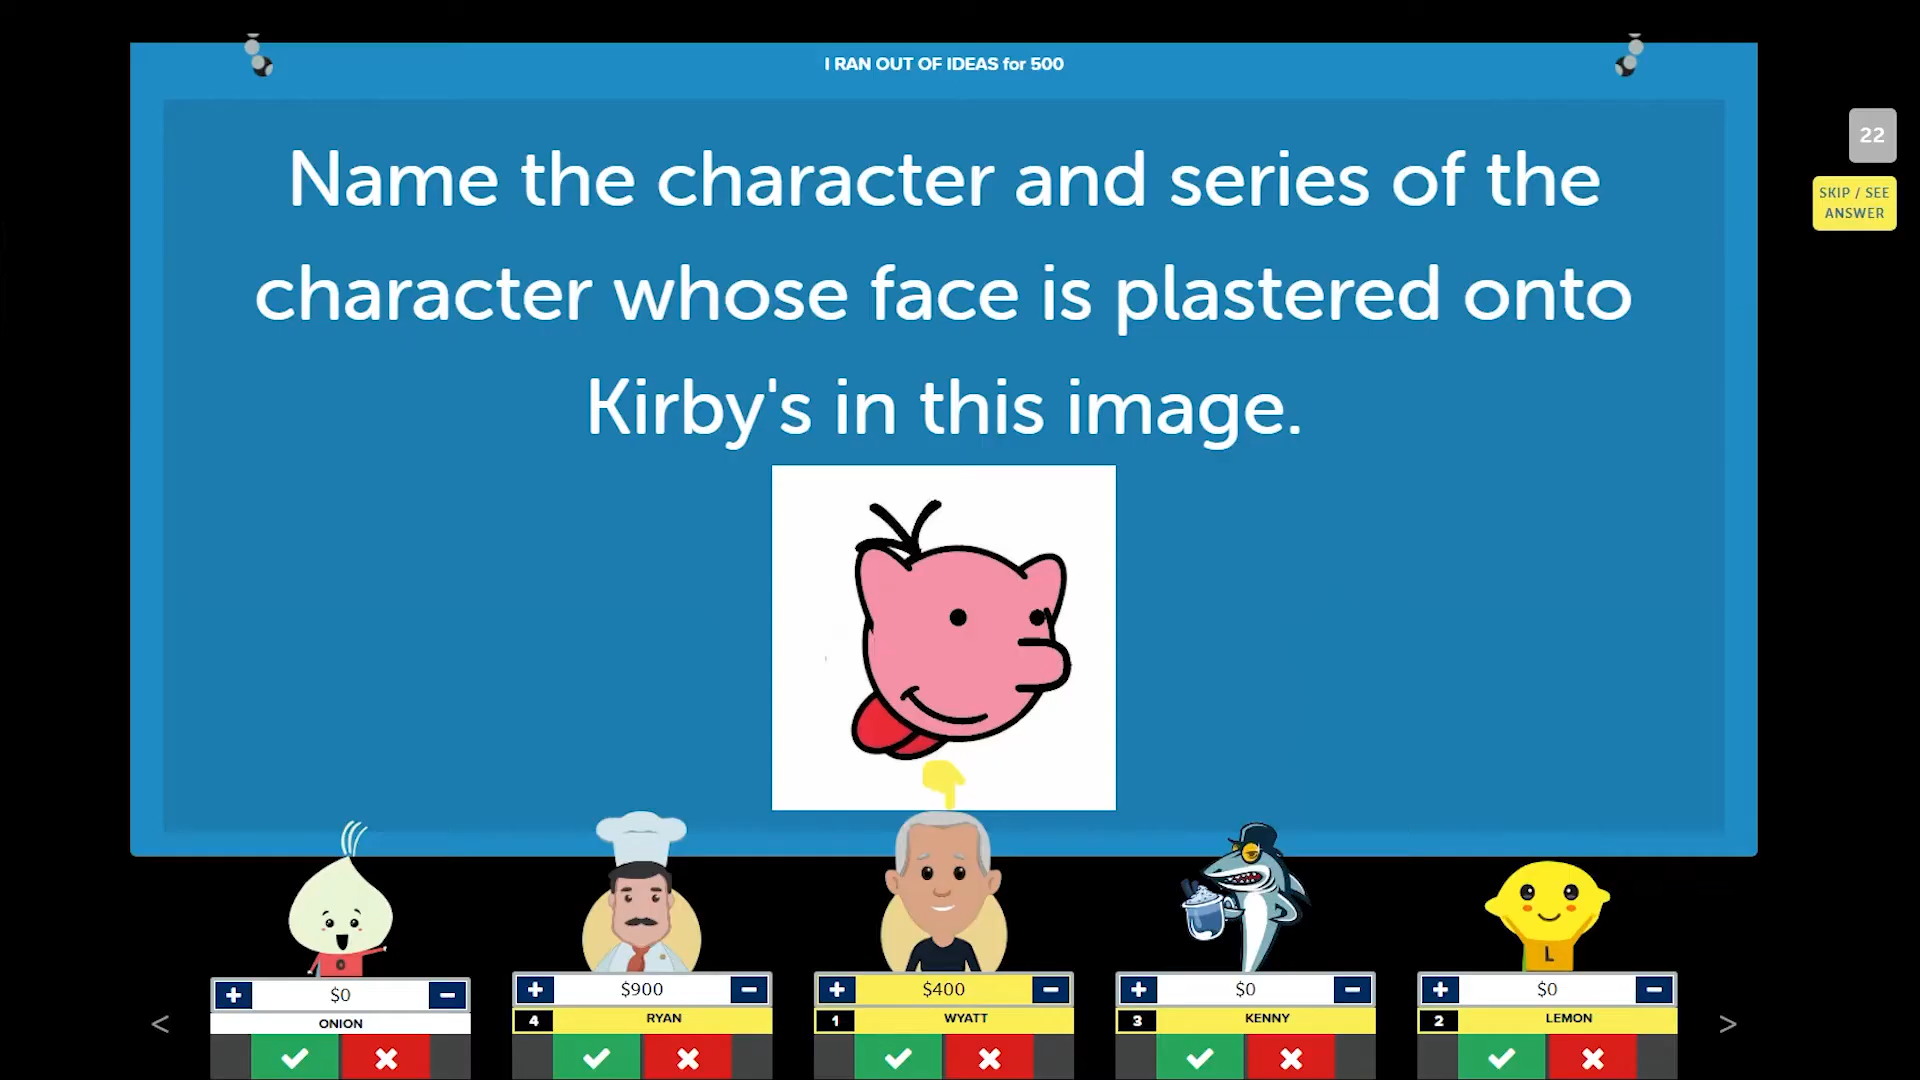 I RAN OUT OF IDEAS for 500
22
SKIP / SEE
ANSWER
Name the character and series of the
character whose face is plastered onto
Kirby's in this image.
O
L
+ $0 −
+ $900 −
+ $400 −
+ $0 −
+ $0 −
ONION
4 RYAN
1 WYATT
3 KENNY
2 LEMON
< >